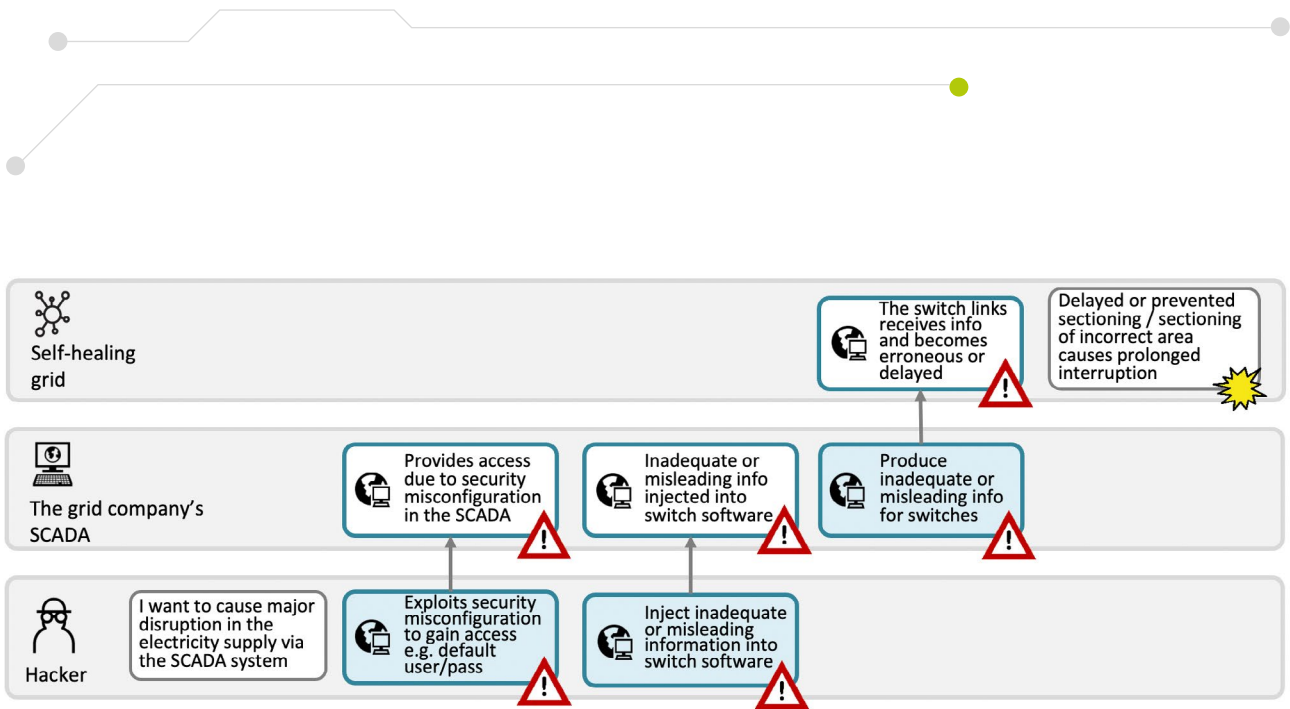 Self-healing
grid
The switch links
receives info
and becomes
erroneous or
delayed
Delayed or prevented
sectioning / sectioning
of incorrect area
causes prolonged
interruption
The grid company's
SCADA
Provides access
due to security
misconfiguration
in the SCADA
Inadequate or
misleading info
injected into
switch software
Produce
inadequate or
misleading info
for switches
Hacker
I want to cause major
disruption in the
electricity supply via
the SCADA system
Exploits security
misconfiguration
to gain access
e.g. default
user/pass
Inject inadequate
or misleading
information into
switch software